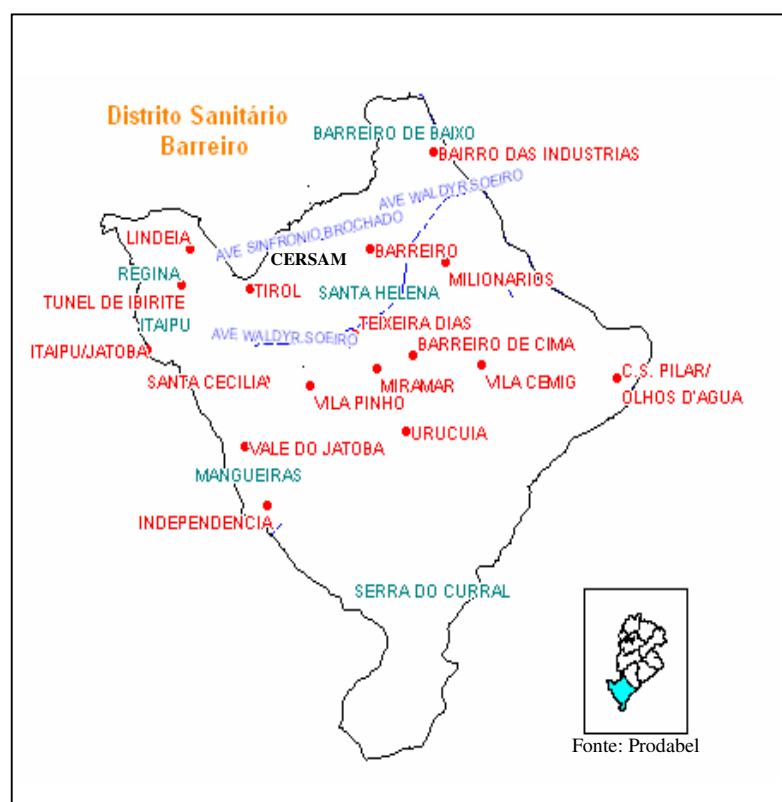 Distrito Sanitário
Barreiro
BARREIRO DE BAIXO
BAIRRO DAS INDUSTRIAS
AVE WALDYR.SOEIRO
AVE SINFRONIO,BROCHADO
LINDEIA
CERSAM
BARREIRO
REGINA
MILIONARIOS
TUNEL DE IBIRITE
TIROL
SANTA HELENA
ITAIPU
AVE WALDYR.SOEIRO
TEIXEIRA DIAS
ITAIPU/JATOBA
BARREIRO DE CIMA
SANTA CECILIA
MIRAMAR
VILA CEMIG
C.S. PILAR/
OLHOS D'AGUA
VILA PINHO
URUCUIA
VALE DO JATOBA
MANGUEIRAS
INDEPENDENCIA
SERRA DO CURRAL
Fonte: Prodabel